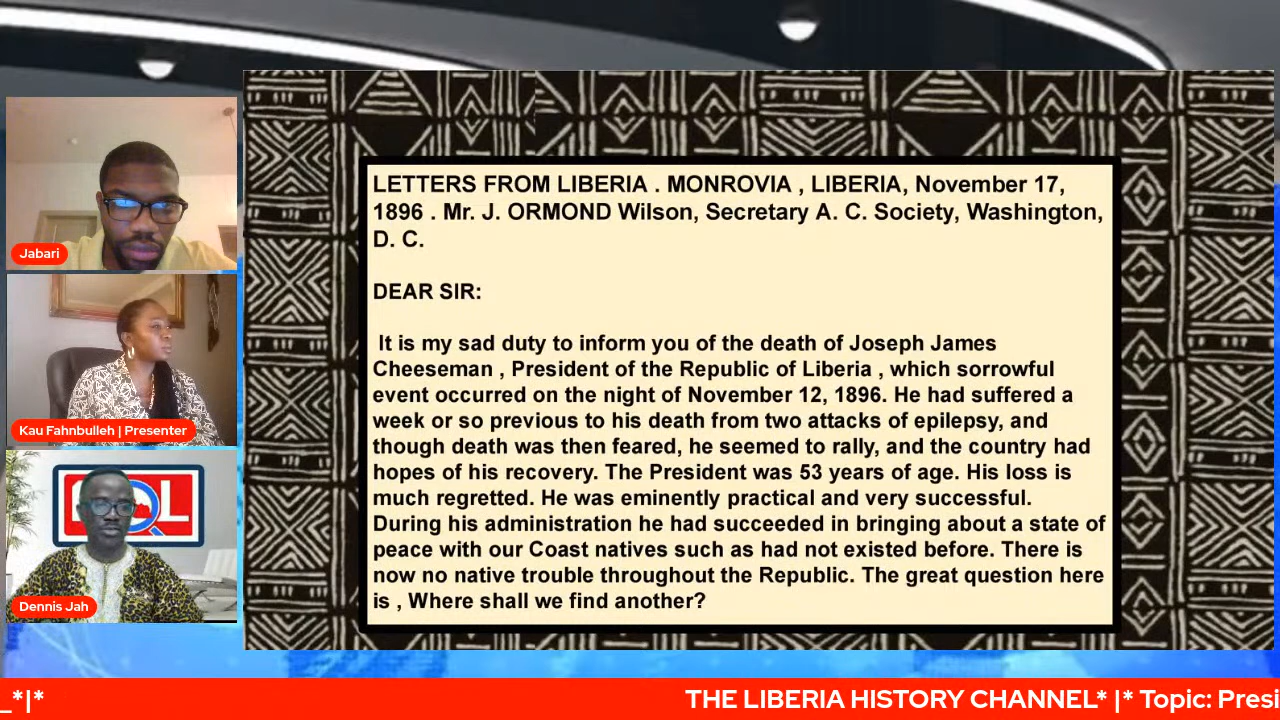 LETTERS FROM LIBERIA . MONROVIA , LIBERIA, November 17,
1896 . Mr. J. ORMOND Wilson, Secretary A. C. Society, Washington,
D. C.
DEAR SIR:
It is my sad duty to inform you of the death of Joseph James
Cheeseman , President of the Republic of Liberia , which sorrowful
event occurred on the night of November 12, 1896. He had suffered a
week or so previous to his death from two attacks of epilepsy, and
though death was then feared, he seemed to rally, and the country had
hopes of his recovery. The President was 53 years of age. His loss is
much regretted. He was eminently practical and very successful.
During his administration he had succeeded in bringing about a state of
peace with our Coast natives such as had not existed before. There is
now no native trouble throughout the Republic. The great question here
is , Where shall we find another?
Jabari
Kau Fahnbulleh | Presenter
Dennis Jah
_*|* THE LIBERIA HISTORY CHANNEL* |* Topic: Presi